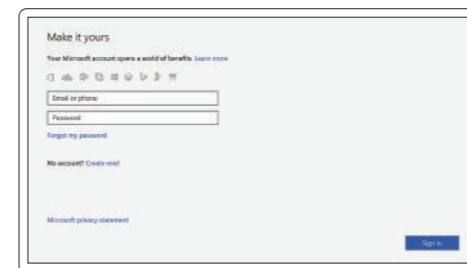 Make it yours
Your Microsoft account opens a world of benefits. Learn more
Email or phone
Password
Forgot my password
No account? Create one!
Microsoft privacy statement
Sign in